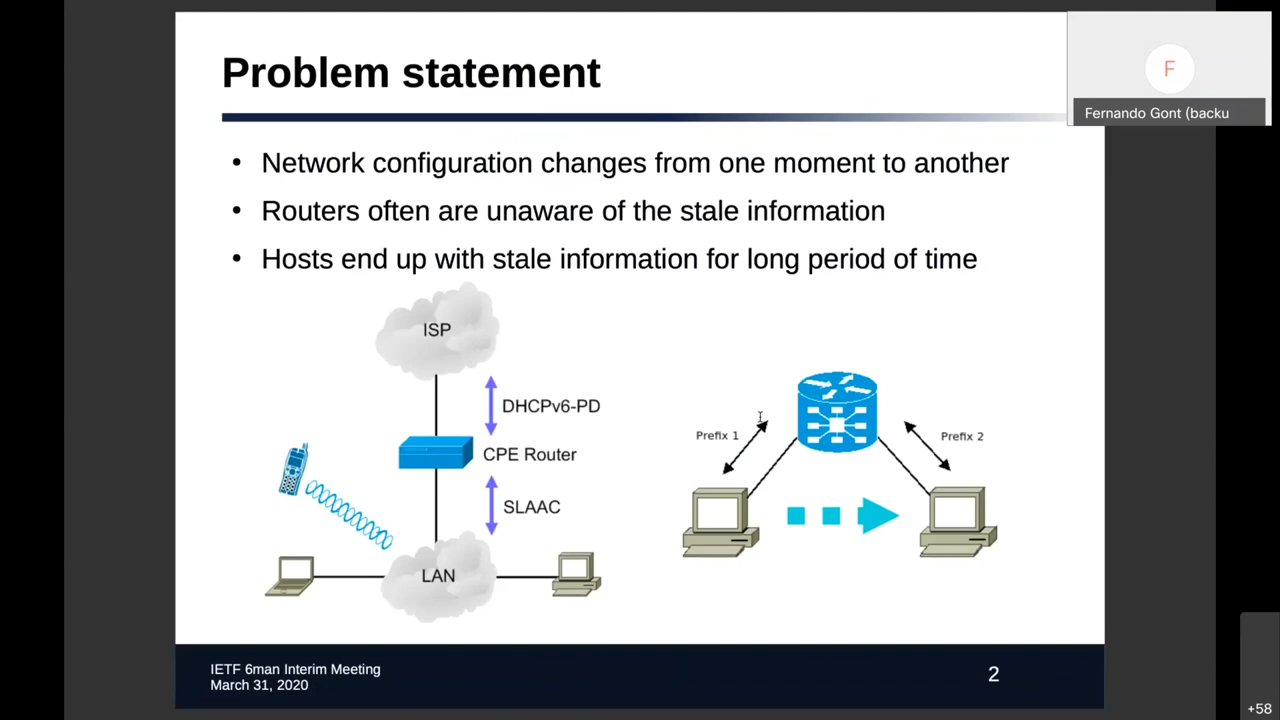 Problem statement
F
Fernando Gont (backu
• Network configuration changes from one moment to another
• Routers often are unaware of the stale information
• Hosts end up with stale information for long period of time
ISP
DHCPv6-PD
CPE Router
SLAAC
LAN
Prefix 1
Prefix 2
IETF 6man Interim Meeting
March 31, 2020
2
+58